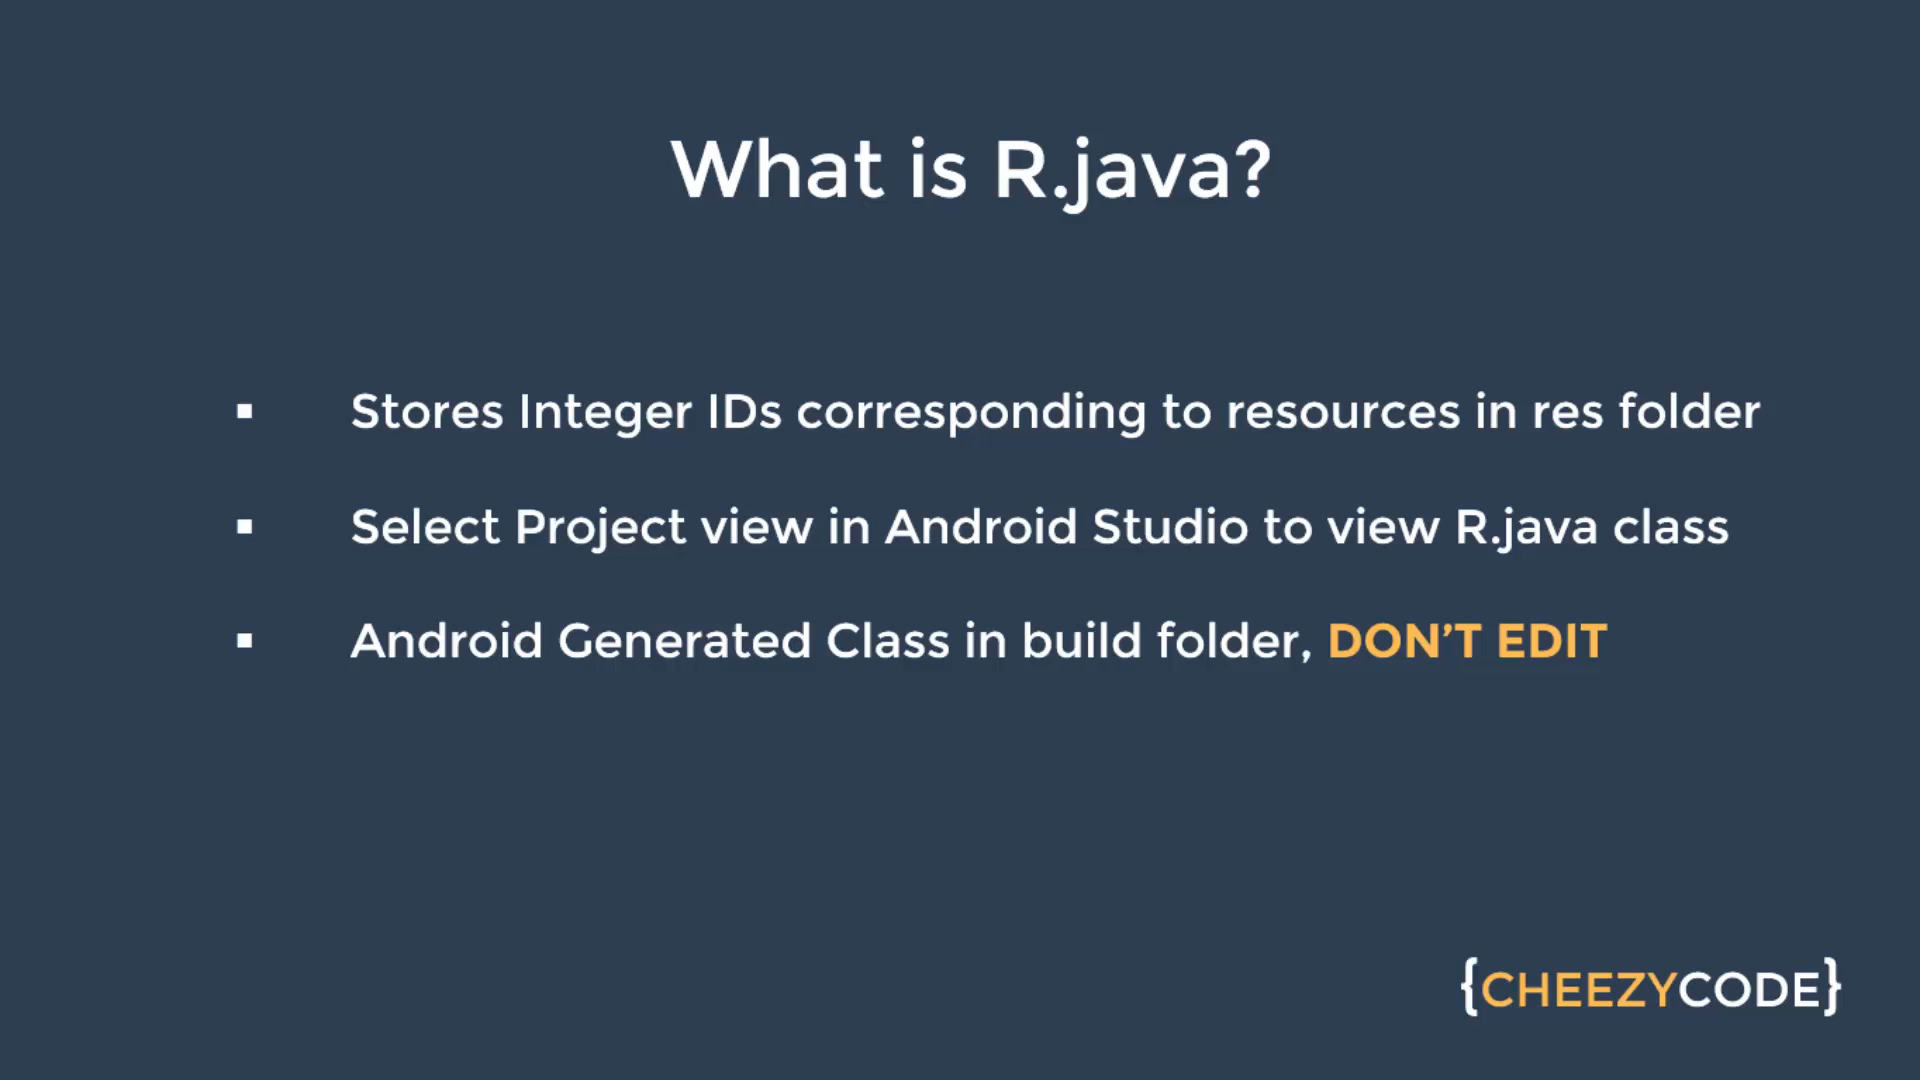 What is R.java?
▪ Stores Integer IDs corresponding to resources in res folder
▪ Select Project view in Android Studio to view R.java class
▪ Android Generated Class in build folder, DON’T EDIT
{CHEEZYCODE}